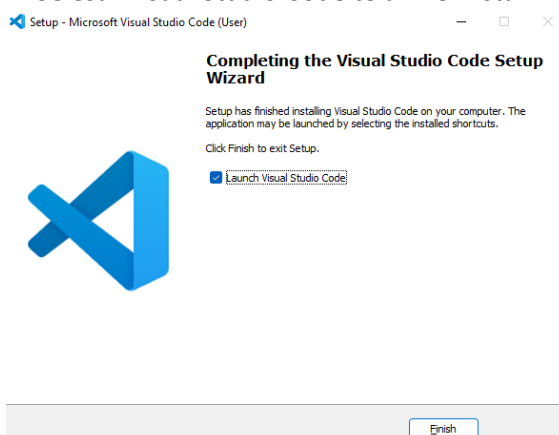 Setup - Microsoft Visual Studio Code (User)
Completing the Visual Studio Code Setup
Wizard
Setup has finished installing Visual Studio Code on your computer. The
application may be launched by selecting the installed shortcuts.
Click Finish to exit Setup.
Launch Visual Studio Code
Finish